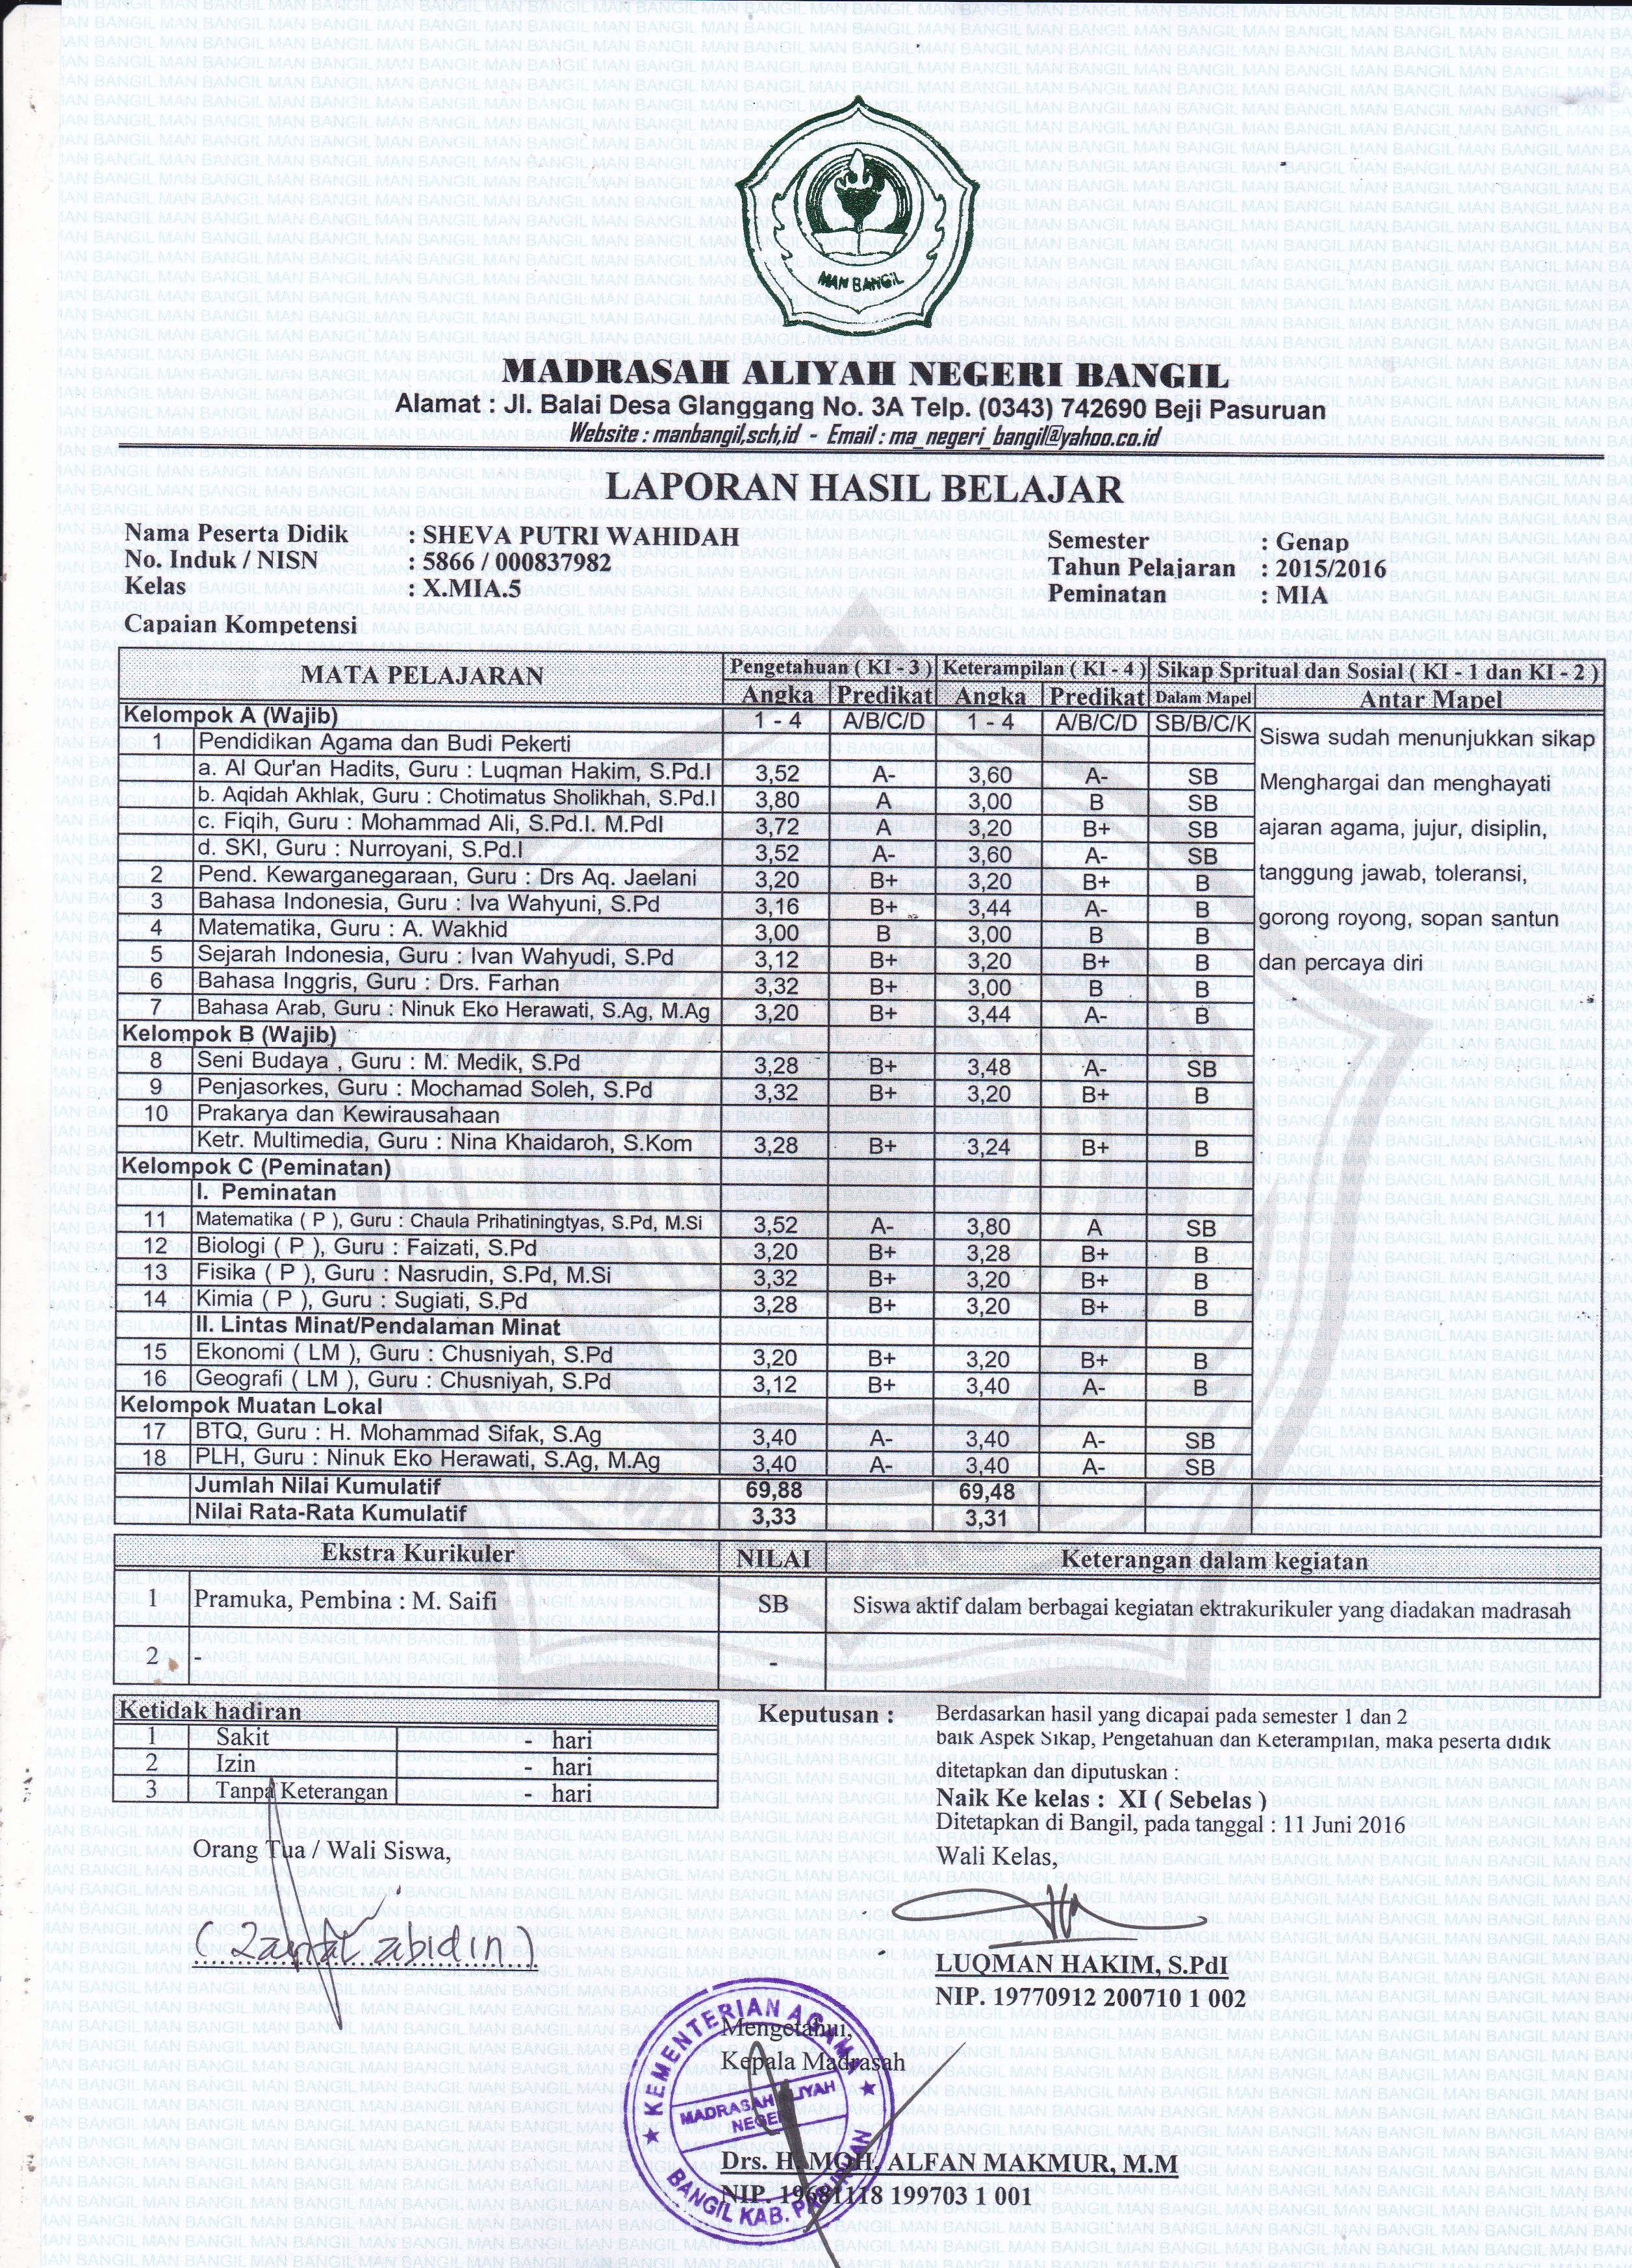 MAN BANGIL
MADRASAH ALIYAH NEGERI BANGIL
Alamat : Jl. Balai Desa Glanggang No. 3A Telp. (0343) 742690 Beji Pasuruan
Website : manbangil,sch,id - Email : ma_negeri_bangil@yahoo.co.id
LAPORAN HASIL BELAJAR
Nama Peserta Didik : SHEVA PUTRI WAHIDAH
No. Induk / NISN : 5866 / 000837982
Kelas : X.MIA.5
Semester : Genap
Tahun Pelajaran : 2015/2016
Peminatan : MIA
Capaian Kompetensi
MATA PELAJARAN Pengetahuan ( KI - 3 ) Keterampilan ( KI - 4 ) Sikap Spritual dan Sosial ( KI - 1 dan KI - 2 )
Angka Predikat Angka Predikat Dalam Mapel Antar Mapel
Kelompok A (Wajib) 1 - 4 A/B/C/D 1 - 4 A/B/C/D SB/B/C/K
1 Pendidikan Agama dan Budi Pekerti
a. Al Qur'an Hadits, Guru : Luqman Hakim, S.Pd.I 3,52 A- 3,60 A- SB
b. Aqidah Akhlak, Guru : Chotimatus Sholikhah, S.Pd.I 3,80 A 3,00 B SB
c. Fiqih, Guru : Mohammad Ali, S.Pd.I. M.PdI 3,72 A 3,20 B+ SB
d. SKI, Guru : Nurroyani, S.Pd.I 3,52 A- 3,60 A- SB
2 Pend. Kewarganegaraan, Guru : Drs Aq. Jaelani 3,20 B+ 3,20 B+ B
3 Bahasa Indonesia, Guru : Iva Wahyuni, S.Pd 3,16 B+ 3,44 A- B
4 Matematika, Guru : A. Wakhid 3,00 B 3,00 B B
5 Sejarah Indonesia, Guru : Ivan Wahyudi, S.Pd 3,12 B+ 3,20 B+ B
6 Bahasa Inggris, Guru : Drs. Farhan 3,32 B+ 3,00 B B
Bahasa Arab, Guru : Ninuk Eko Herawati, S.Ag, M.Ag 3,20 B+ 3,44 A- B
Siswa sudah menunjukkan sikap
Menghargai dan menghayati
ajaran agama, jujur, disiplin,
tanggung jawab, toleransi,
gorong royong, sopan santun
dan percaya diri
Kelompok B (Wajib)
8 Seni Budaya , Guru : M. Medik, S.Pd 3,28 B+ 3,48 A- SB
9 Penjasorkes, Guru : Mochamad Soleh, S.Pd 3,32 B+ 3,20 B+ B
10 Prakarya dan Kewirausahaan
Ketr. Multimedia, Guru : Nina Khaidaroh, S.Kom 3,28 B+ 3,24 B+ B
Kelompok C (Peminatan)
I. Peminatan
11 Matematika ( P ), Guru : Chaula Prihatiningtyas, S.Pd, M.Si 3,52 A- 3,80 A SB
12 Biologi ( P ), Guru : Faizati, S.Pd 3,20 B+ 3,28 B+ B
13 Fisika ( P ), Guru : Nasrudin, S.Pd, M.Si 3,32 B+ 3,20 B+ B
14 Kimia ( P ), Guru : Sugiati, S.Pd 3,28 B+ 3,20 B+ B
II. Lintas Minat/Pendalaman Minat
15 Ekonomi ( LM ), Guru : Chusniyah, S.Pd 3,20 B+ 3,20 B+ B
16 Geografi ( LM ), Guru : Chusniyah, S.Pd 3,12 B+ 3,40 A- B
Kelompok Muatan Lokal
17 BTQ, Guru : H. Mohammad Sifak, S.Ag 3,40 A- 3,40 A- SB
18 PLH, Guru : Ninuk Eko Herawati, S.Ag, M.Ag 3,40 A- 3,40 A- SB
Jumlah Nilai Kumulatif 69,88 69,48
Nilai Rata-Rata Kumulatif 3,33 3,31
Ekstra Kurikuler NILAI Keterangan dalam kegiatan
1 Pramuka, Pembina : M. Saifi SB Siswa aktif dalam berbagai kegiatan ektrakurikuler yang diadakan madrasah
2 - -
Ketidak hadiran
1 Sakit - hari
2 Izin - hari
3 Tanpa Keterangan - hari
Keputusan : Berdasarkan hasil yang dicapai pada semester 1 dan 2
baik Aspek Sikap, Pengetahuan dan Keterampilan, maka peserta didik
ditetapkan dan diputuskan :
Naik Ke kelas : XI ( Sebelas )
Ditetapkan di Bangil, pada tanggal : 11 Juni 2016
Orang Tua / Wali Siswa,
Wali Kelas,
abidin)
LUQMAN HAKIM, S.PdI
NIP. 19770912 200710 1 002
Mengetahui,
Kepala Madrasah
KEMENTERIAN AGAMA
MADRASAH ALIYAH
NEGERI
BANGIL KAB. PASURUAN
Drs. H. MOH. ALFAN MAKMUR, M.M
NIP. 19681118 199703 1 001